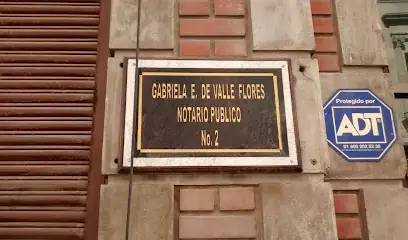 GABRIELA E. DE VALLE FLORES
NOTARIO PUBLICO
No. 2
Protegido por
ADT